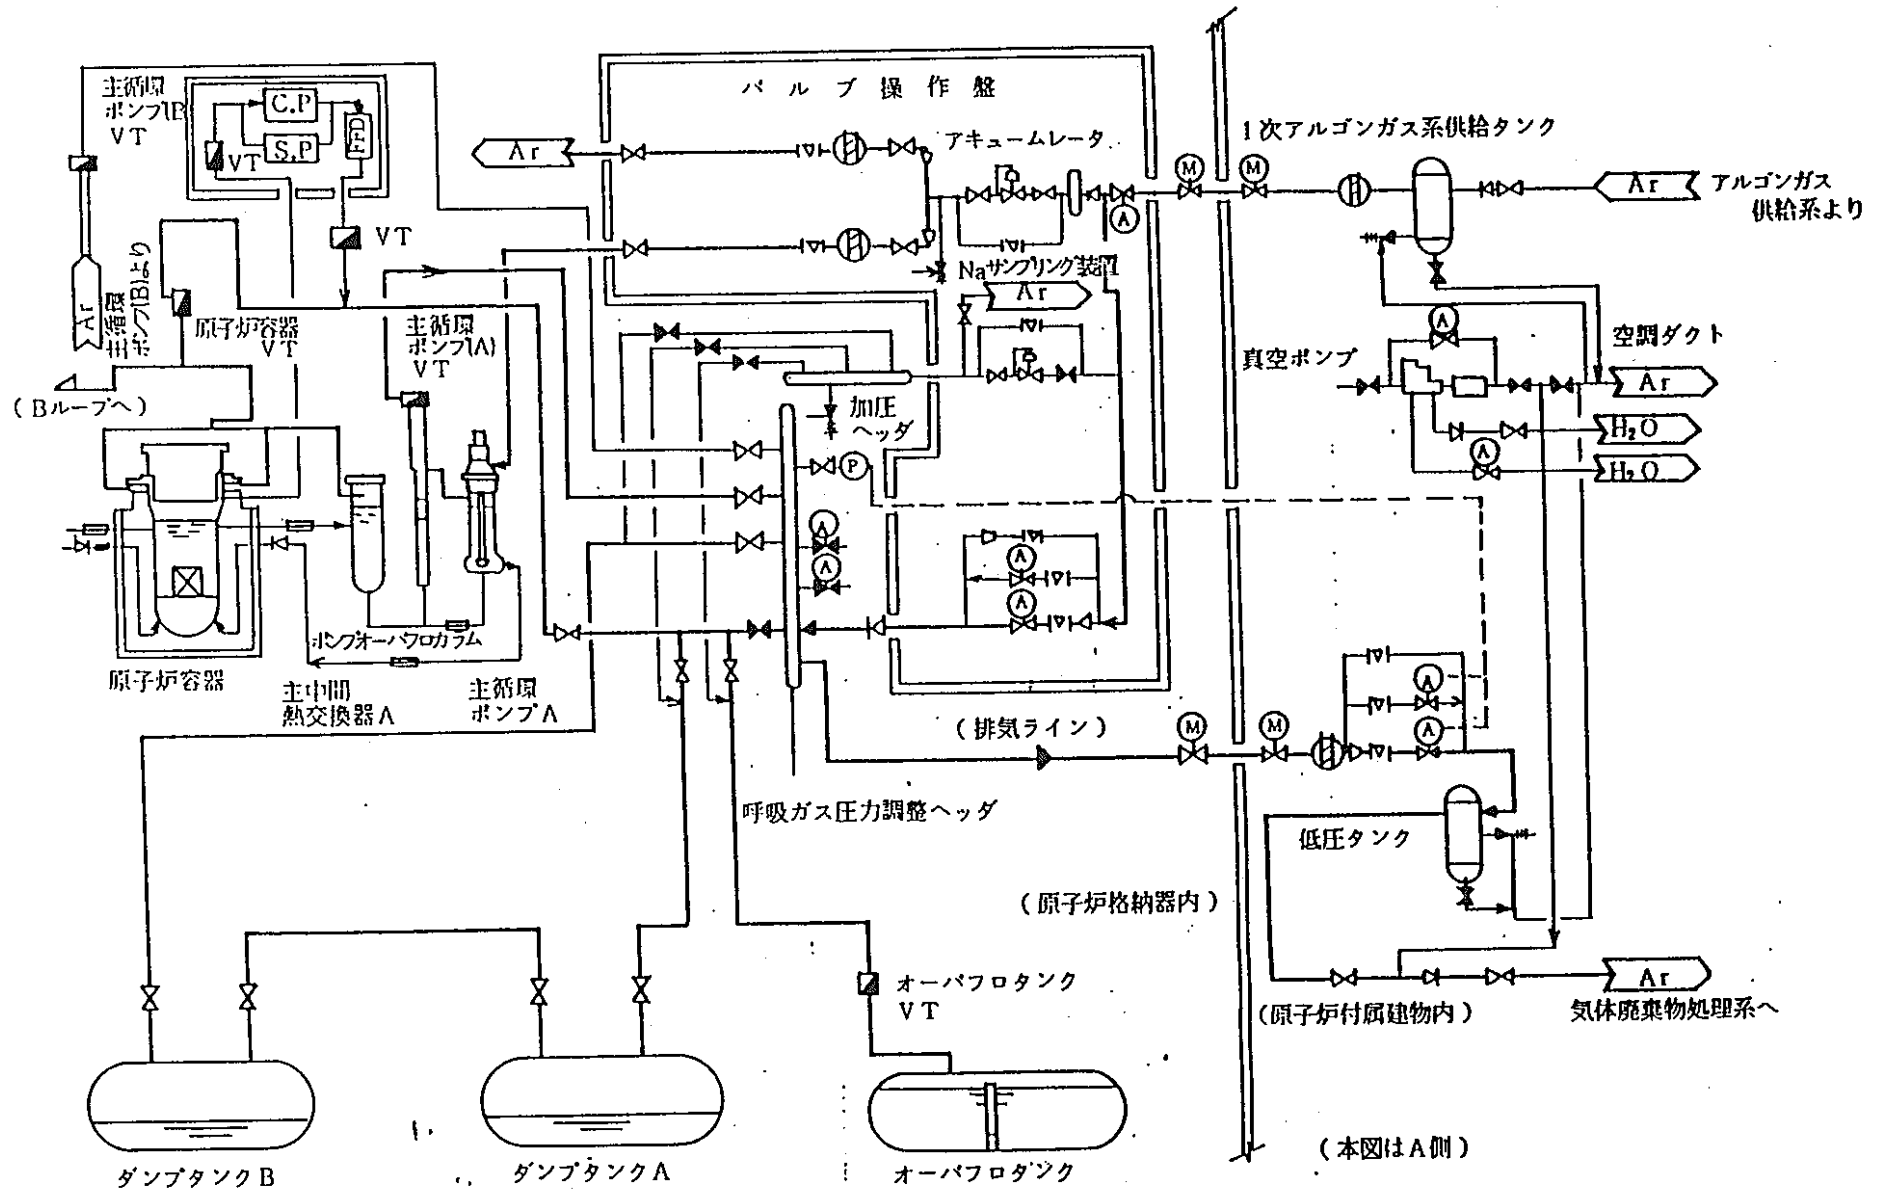 主循環
ポンプ(B)
VT
C.P
S.P
VT
VT
Ar
主循環
ポンプ(B)より
原子炉容器
VT
(Bループへ)
主循環
ポンプ(A)
VT
原子炉容器
ポンプオーバフロカラム
主中間
熱交換器A
主循環
ポンプA
バルブ操作盤
Ar
アキュームレータ
A
Naサンプリング装置
Ar
加圧
ヘッダ
P
A
A
A
A
M
M
1次アルゴンガス系供給タンク
Ar
アルゴンガス
供給系より
A
真空ポンプ
空調ダクト
Ar
H₂O
A
H₂O
A
A
(排気ライン)
M
M
呼吸ガス圧力調整ヘッダ
低圧タンク
(原子炉格納器内)
(原子炉付属建物内)
Ar
気体廃棄物処理系へ
オーバフロタンク
VT
ダンプタンクB
ダンプタンクA
オーバフロタンク
(本図はA側)